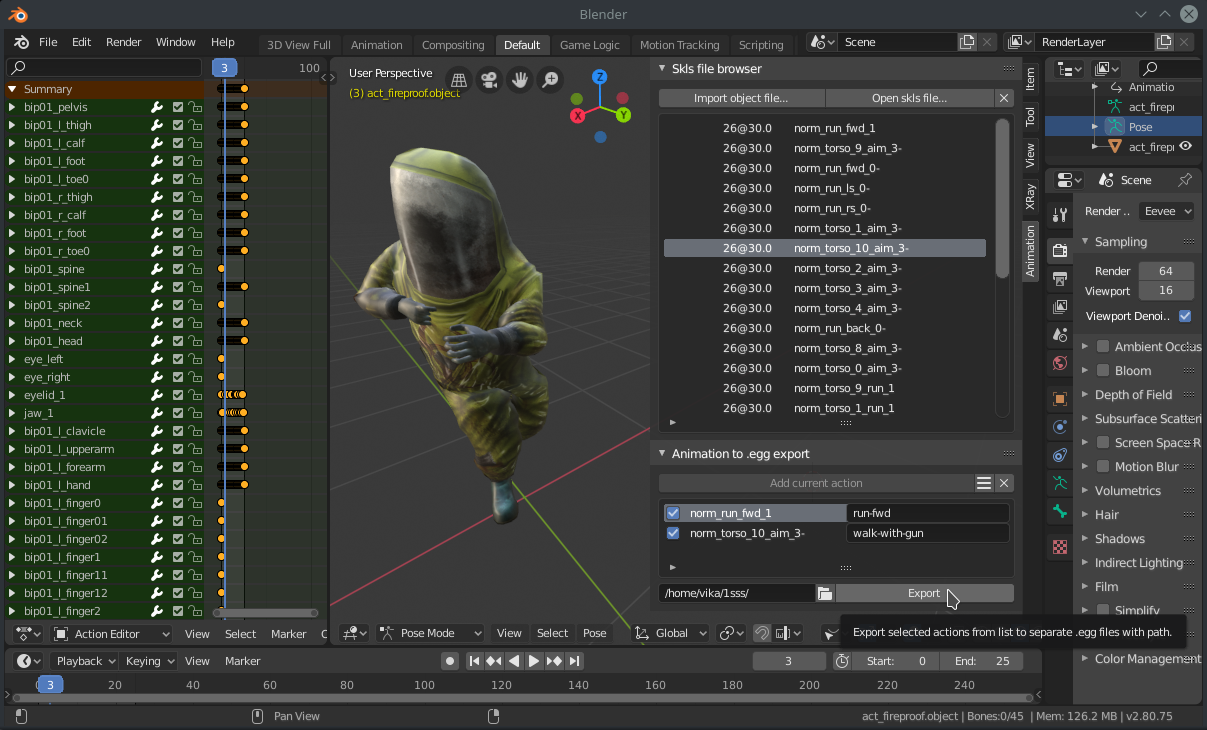 Blender
File Edit Render Window Help
3D View Full Animation Compositing Default Game Logic Motion Tracking Scripting
Scene
RenderLayer
3 100
Summary
bip01_pelvis
bip01_l_thigh
bip01_l_calf
bip01_l_foot
bip01_l_toe0
bip01_r_thigh
bip01_r_calf
bip01_r_foot
bip01_r_toe0
bip01_spine
bip01_spine1
bip01_spine2
bip01_neck
bip01_head
eye_left
eye_right
eyelid_1
jaw_1
bip01_l_clavicle
bip01_l_upperarm
bip01_l_forearm
bip01_l_hand
bip01_l_finger0
bip01_l_finger01
bip01_l_finger02
bip01_l_finger1
bip01_l_finger11
bip01_l_finger12
bip01_l_finger2
Action Editor View Select Marker C
User Perspective
(3) act_fireproof.object
Z
X
Y
Pose Mode View Select Pose Global
Skls file browser
Import object file... Open skls file...
26@30.0 norm_run_fwd_1
26@30.0 norm_torso_9_aim_3-
26@30.0 norm_run_fwd_0-
26@30.0 norm_run_ls_0-
26@30.0 norm_run_rs_0-
26@30.0 norm_torso_1_aim_3-
26@30.0 norm_torso_10_aim_3-
26@30.0 norm_torso_2_aim_3-
26@30.0 norm_torso_3_aim_3-
26@30.0 norm_torso_4_aim_3-
26@30.0 norm_run_back_0-
26@30.0 norm_torso_8_aim_3-
26@30.0 norm_torso_0_aim_3-
26@30.0 norm_torso_9_run_1
26@30.0 norm_torso_1_run_1
Animation to .egg export
Add current action
norm_run_fwd_1 run-fwd
norm_torso_10_aim_3- walk-with-gun
/home/vika/1sss/ Export
Export selected actions from list to separate .egg files with path.
Item
Tool
View
XRay
Animation
Animatio
act_firepr
Pose
act_firepr
Scene
Render .. Eevee
Sampling
Render 64
Viewport 16
Viewport Denoi..
Ambient Occlus
Bloom
Depth of Field
Subsurface Scatteri
Screen Space R
Motion Blur
Volumetrics
Hair
Shadows
Indirect Lighting
Film
Simplify
Color Management
Playback Keying View Marker
3 Start: 0 End: 25
3 20 40 60 80 100 120 140 160 180 200 220 240
Pan View
act_fireproof.object | Bones:0/45 | Mem: 126.2 MB | v2.80.75